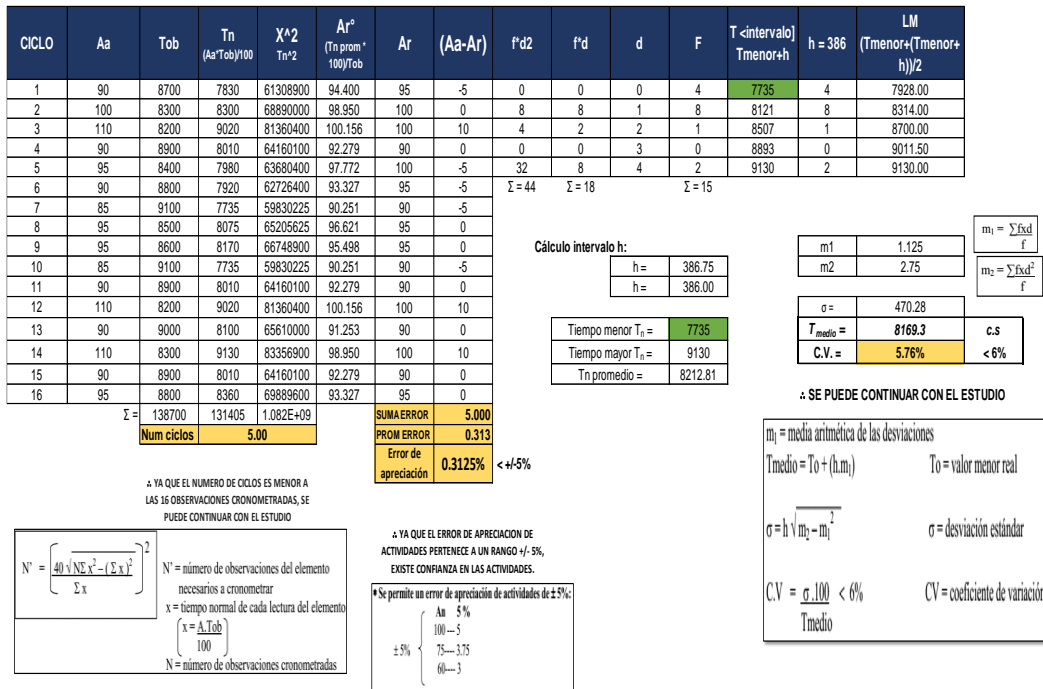 CICLO Aa Tob Tn (Aa*Tob)/100 X^2 Tn^2 Ar° (Tn prom * 100)/Tob Ar (Aa-Ar) f*d2 f*d d F T <intervalo] Tmenor+h h = 386 LM (Tmenor+(Tmenor+ h))/2
1 90 8700 7830 61308900 94.400 95 -5 0 0 0 4 7735 4 7928.00
2 100 8300 8300 68890000 98.950 100 0 8 8 1 8 8121 8 8314.00
3 110 8200 9020 81360400 100.156 100 10 4 2 2 1 8507 1 8700.00
4 90 8900 8010 64160100 92.279 90 0 0 0 3 0 8893 0 9011.50
5 95 8400 7980 63680400 97.772 100 -5 32 8 4 2 9130 2 9130.00
6 90 8800 7920 62726400 93.327 95 -5 Σ = 44 Σ = 18 Σ = 15
7 85 9100 7735 59830225 90.251 90 -5
8 95 8500 8075 65205625 96.621 95 0
9 95 8600 8170 66748900 95.498 95 0
10 85 9100 7735 59830225 90.251 90 -5
11 90 8900 8010 64160100 92.279 90 0
12 110 8200 9020 81360400 100.156 100 10
13 90 9000 8100 65610000 91.253 90 0
14 110 8300 9130 83356900 98.950 100 10
15 90 8900 8010 64160100 92.279 90 0
16 95 8800 8360 69889600 93.327 95 0
Σ = 138700 131405 1.082E+09 SUMA ERROR 5.000
Num ciclos 5.00 PROM ERROR 0.313
Error de apreciación 0.3125% < +/-5%
Cálculo intervalo h:
h = 386.75
h = 386.00
Tiempo menor Tn = 7735
Tiempo mayor Tn = 9130
Tn promedio = 8212.81
m1 1.125
m2 2.75
m₁ = Σfxd
f
m₂ = Σfxd²
f
σ = 470.28
Tmedio = 8169.3 c.s
C.V. = 5.76% < 6%
∴ SE PUEDE CONTINUAR CON EL ESTUDIO
∴ YA QUE EL NUMERO DE CICLOS ES MENOR A
LAS 16 OBSERVACIONES CRONOMETRADAS, SE
PUEDE CONTINUAR CON EL ESTUDIO
N' = (40 √NΣ x² − (Σ x)²)²
Σ x
N' = número de observaciones del elemento
necesarios a cronometrar
x = tiempo normal de cada lectura del elemento
(x = A.Tob)
100
N = número de observaciones cronometradas
∴ YA QUE EL ERROR DE APRECIACION DE
ACTIVIDADES PERTENECE A UN RANGO +/- 5%,
EXISTE CONFIANZA EN LAS ACTIVIDADES.
* Se permite un error de apreciación de actividades de ± 5%:
An 5 %
100 --- 5
± 5% { 75---- 3.75
60---- 3
m₁ = media aritmética de las desviaciones
Tmedio = To + (h.m₁) To = valor menor real
σ = h √m₂ − m₁² σ = desviación estándar
C.V = σ .100 < 6% CV = coeficiente de variación
Tmedio